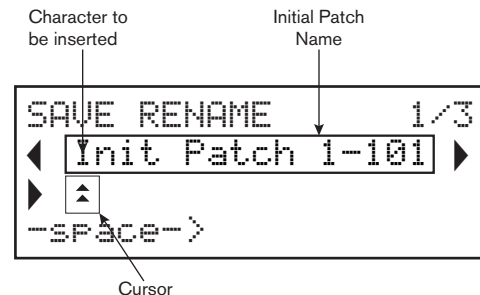 Character to be inserted
Initial Patch Name
SAVE RENAME 1/3
Init Patch 1-101
-space->
Cursor